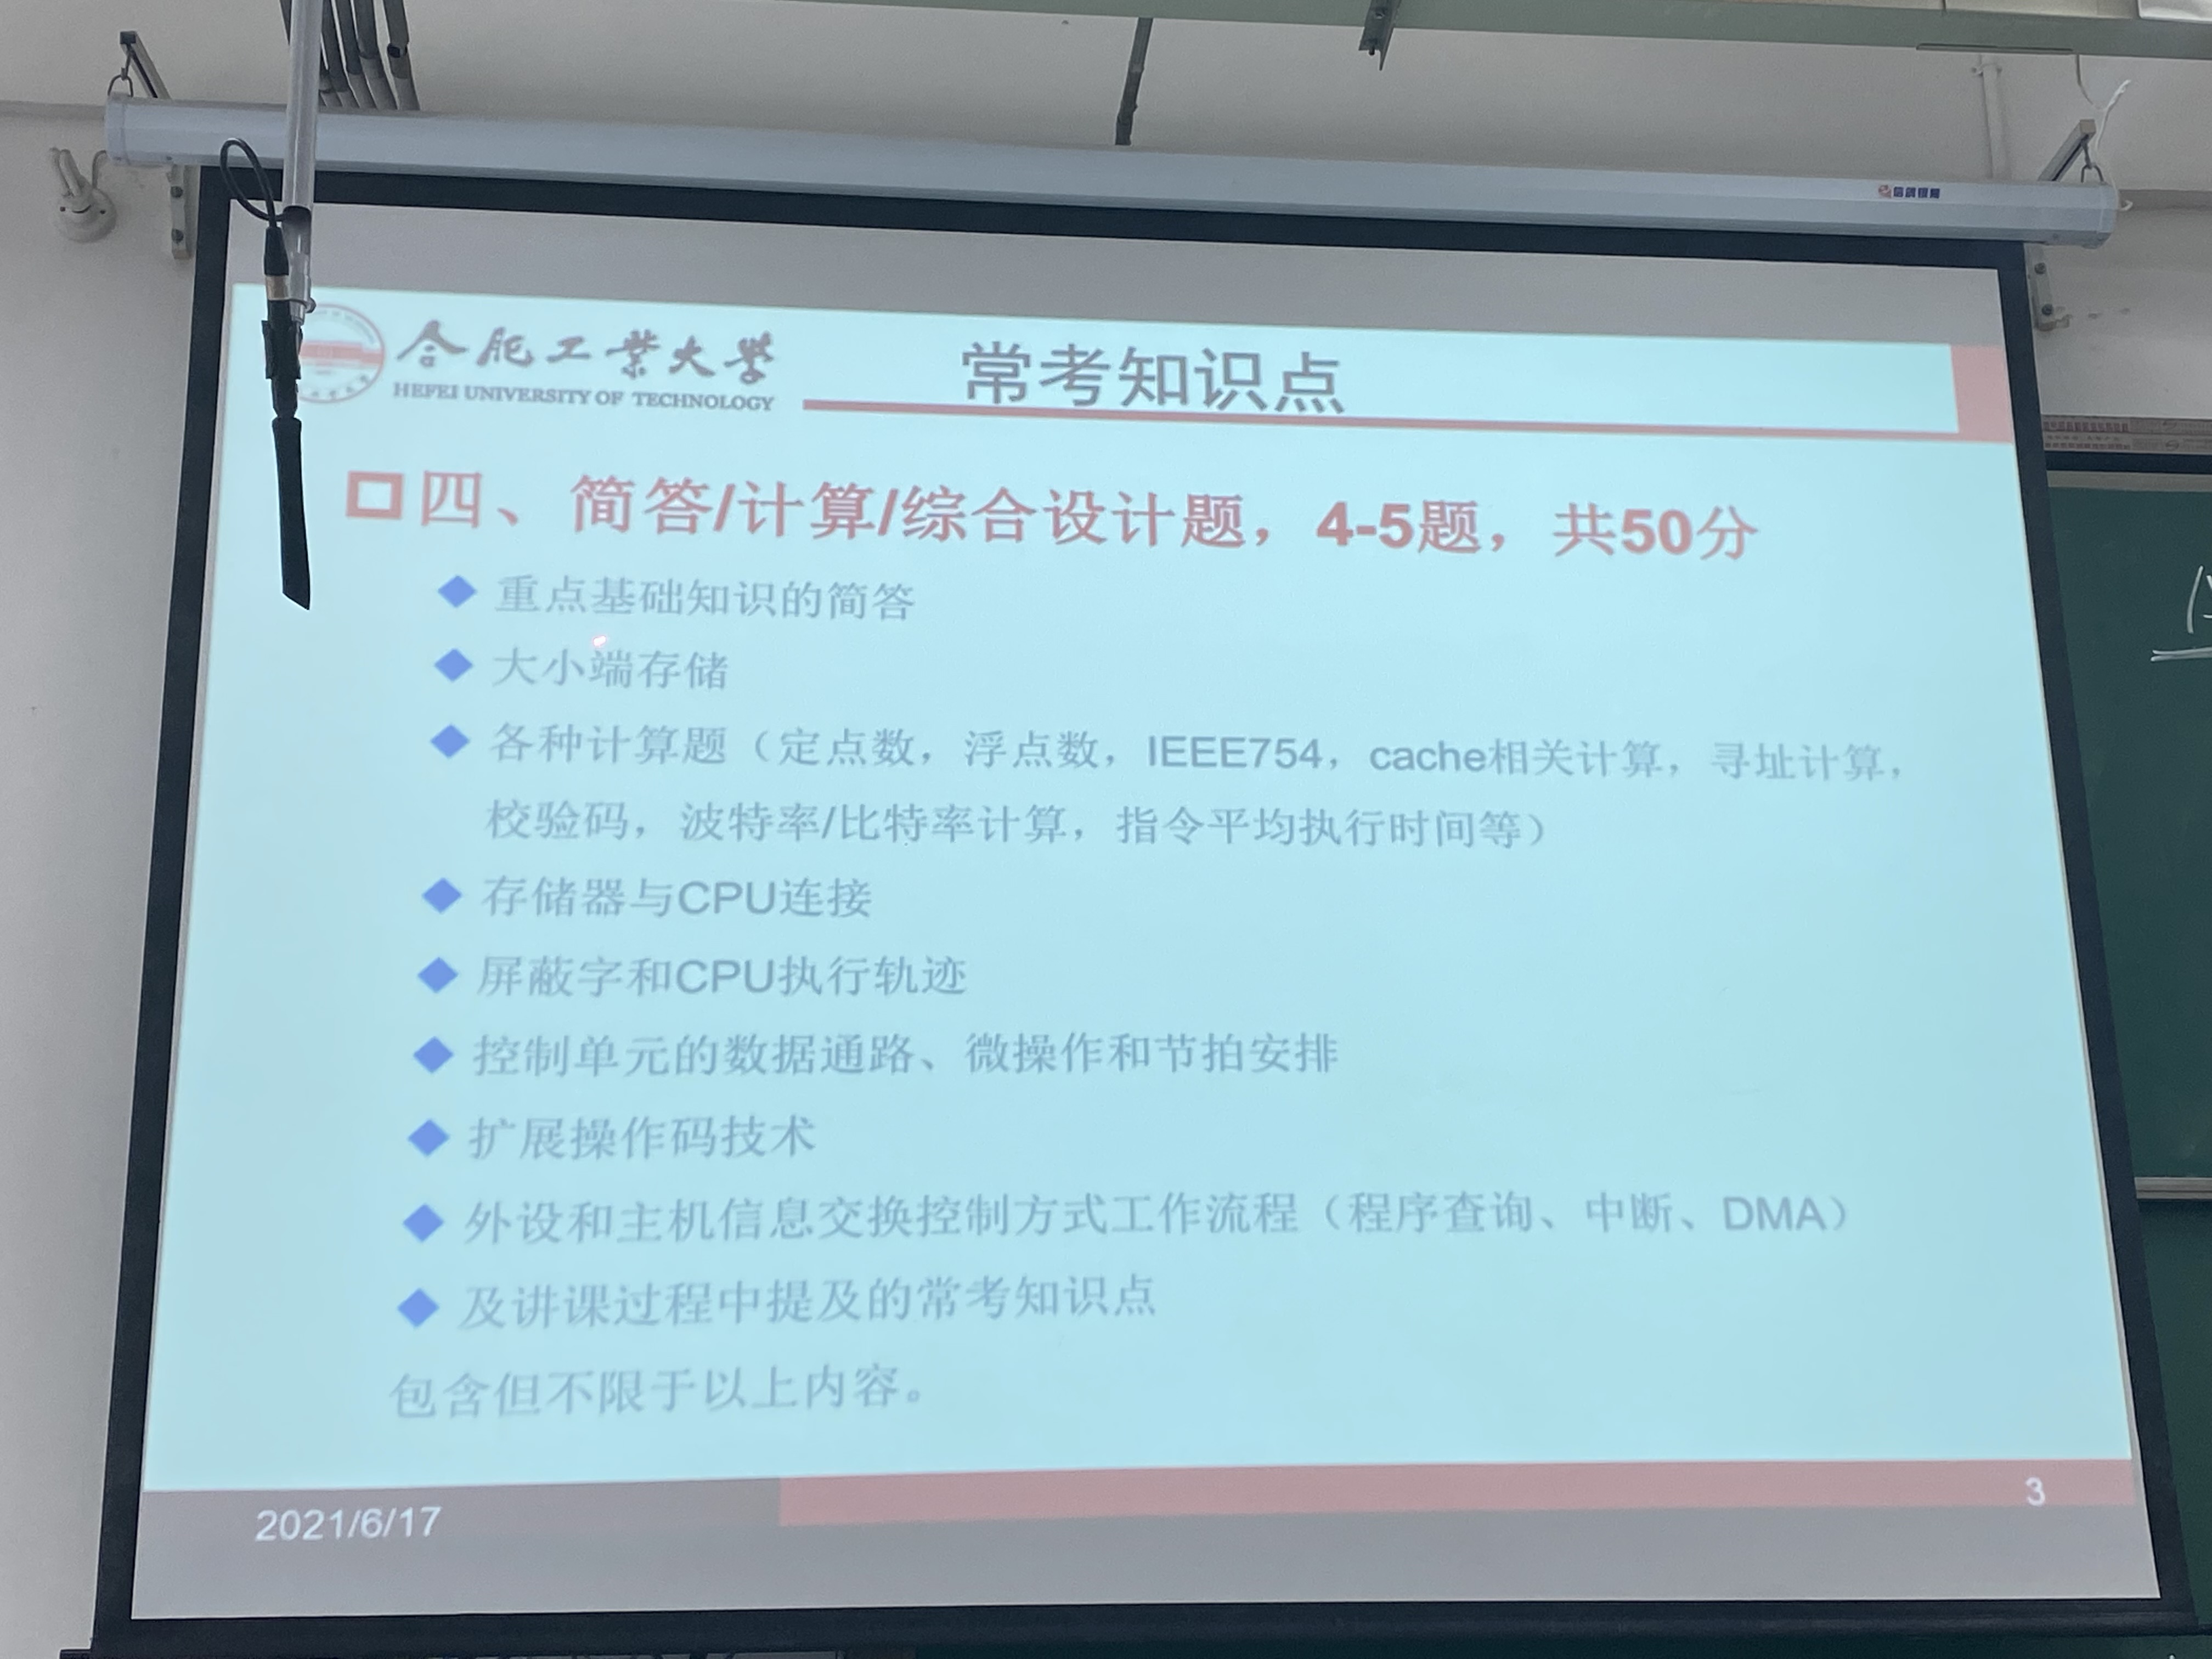 合肥工业大学
HEFEI UNIVERSITY OF TECHNOLOGY
常考知识点
四、简答/计算/综合设计题，4-5题，共50分
重点基础知识的简答
大小端存储
各种计算题（定点数，浮点数，IEEE754，cache相关计算，寻址计算，
校验码，波特率/比特率计算，指令平均执行时间等）
存储器与CPU连接
屏蔽字和CPU执行轨迹
控制单元的数据通路、微操作和节拍安排
扩展操作码技术
外设和主机信息交换控制方式工作流程（程序查询、中断、DMA）
及讲课过程中提及的常考知识点
包含但不限于以上内容。
2021/6/17
3